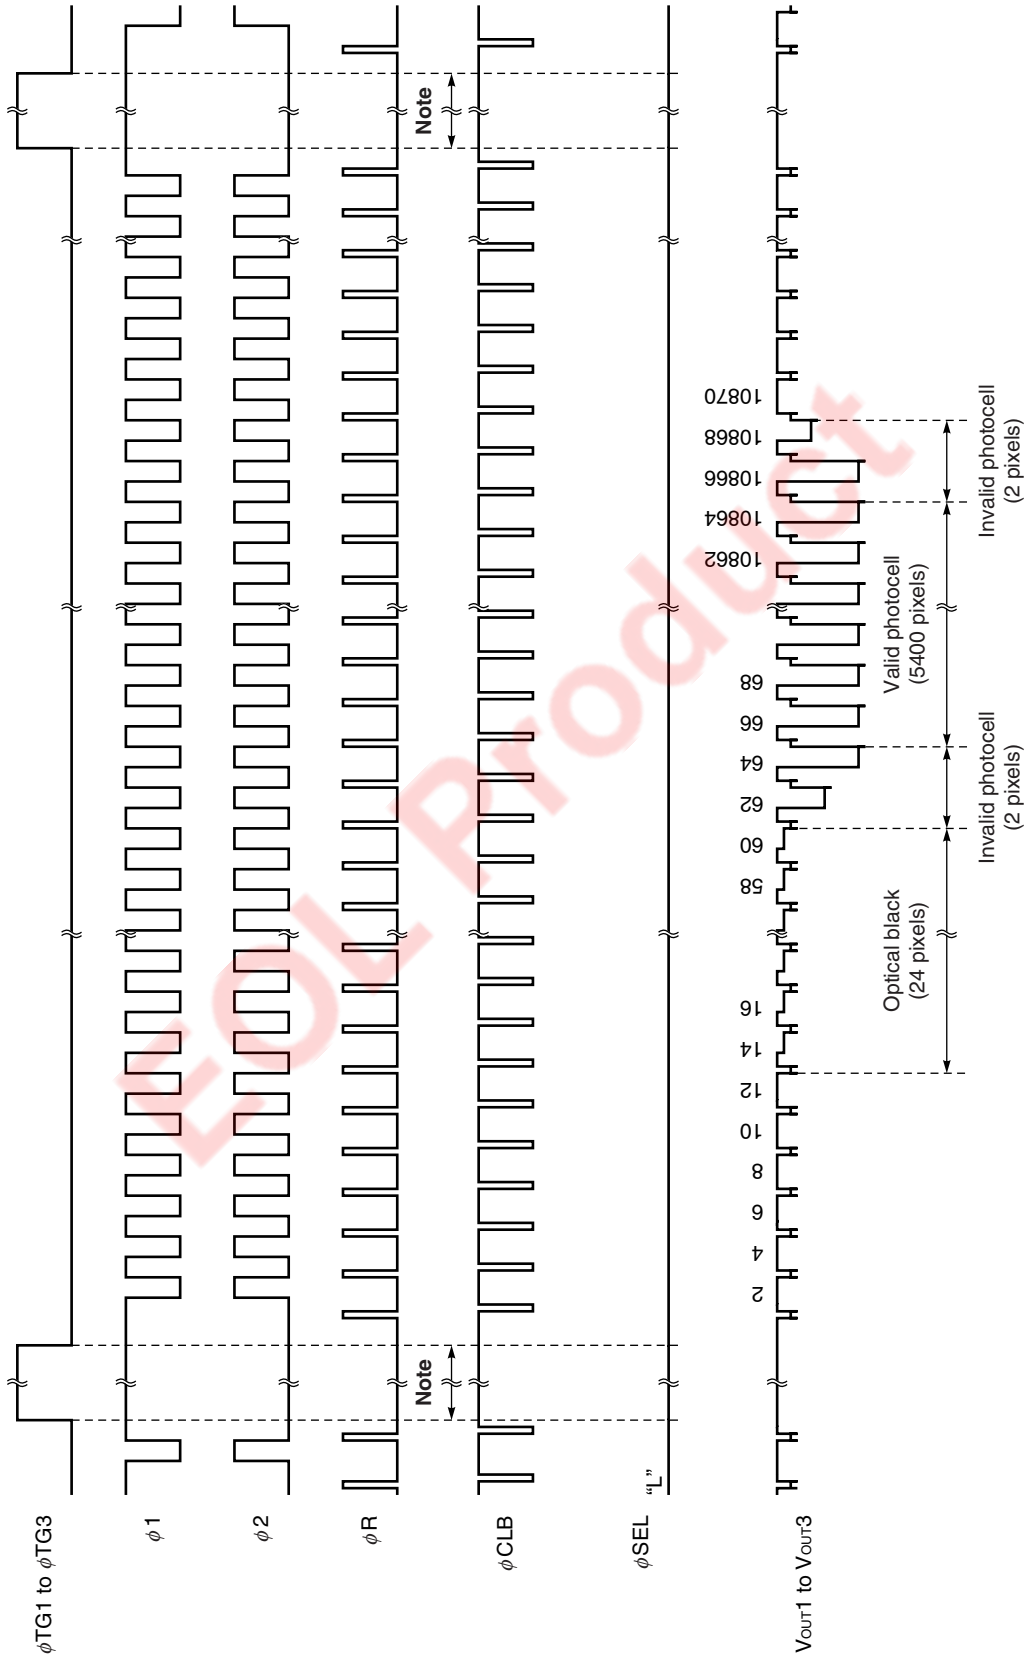 φTG1 to φTG3
φ1
φ2
φR
Note
Note
φCLB
φSEL
"L"
2
4
6
8
10
12
14
16
58
60
62
64
66
68
10862
10864
10866
10868
10870
VOUT1 to VOUT3
Optical black
(24 pixels)
Invalid photocell
(2 pixels)
Valid photocell
(5400 pixels)
Invalid photocell
(2 pixels)
EOL Product